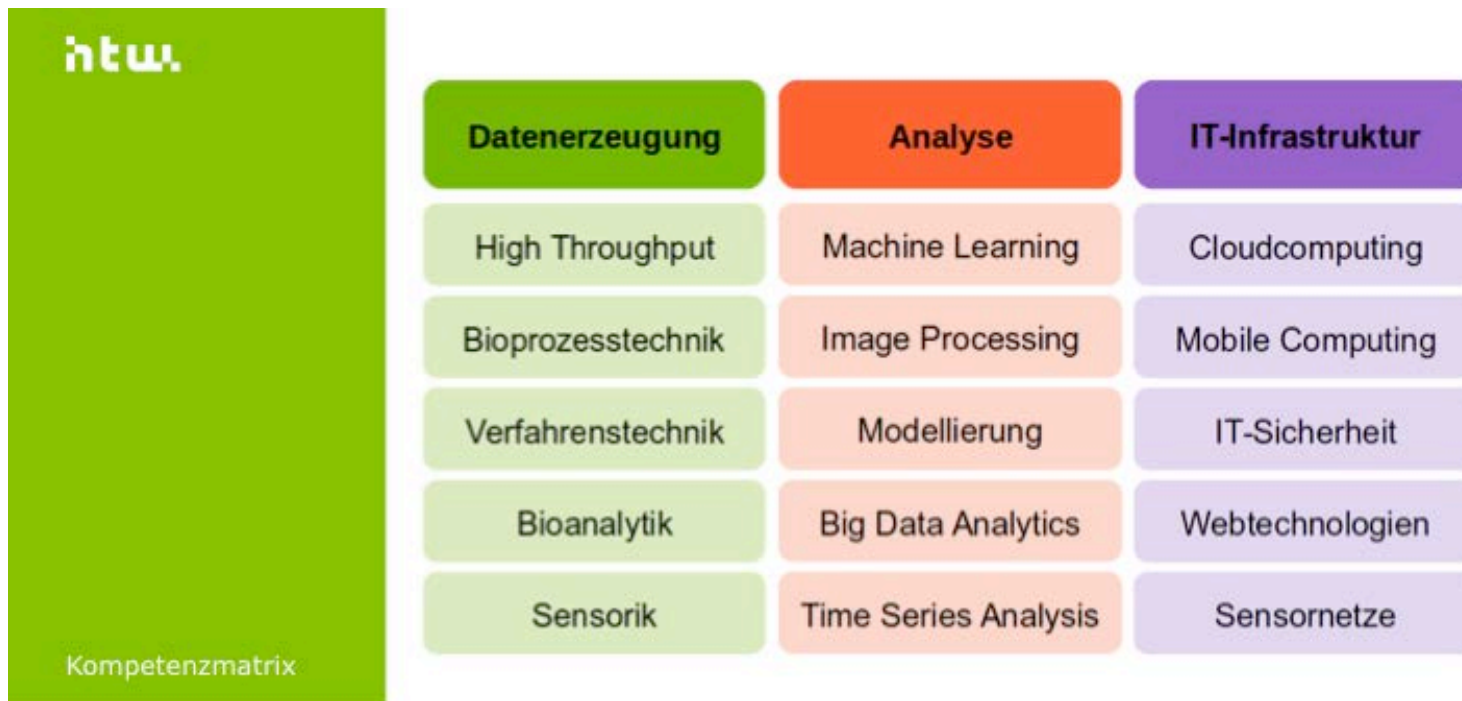 htw.
Datenerzeugung Analyse IT-Infrastruktur
High Throughput Machine Learning Cloudcomputing
Bioprozesstechnik Image Processing Mobile Computing
Verfahrenstechnik Modellierung IT-Sicherheit
Bioanalytik Big Data Analytics Webtechnologien
Sensorik Time Series Analysis Sensornetze
Kompetenzmatrix